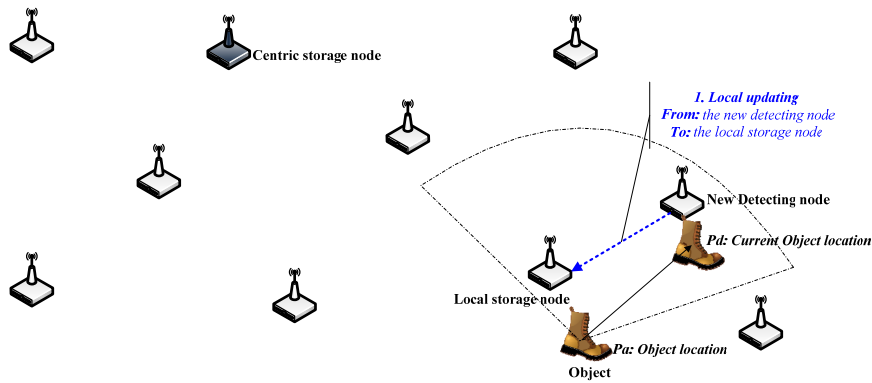 Centric storage node
1. Local updating
From: the new detecting node
To: the local storage node
New Detecting node
Pd: Current Object location
Local storage node
Pa: Object location
Object